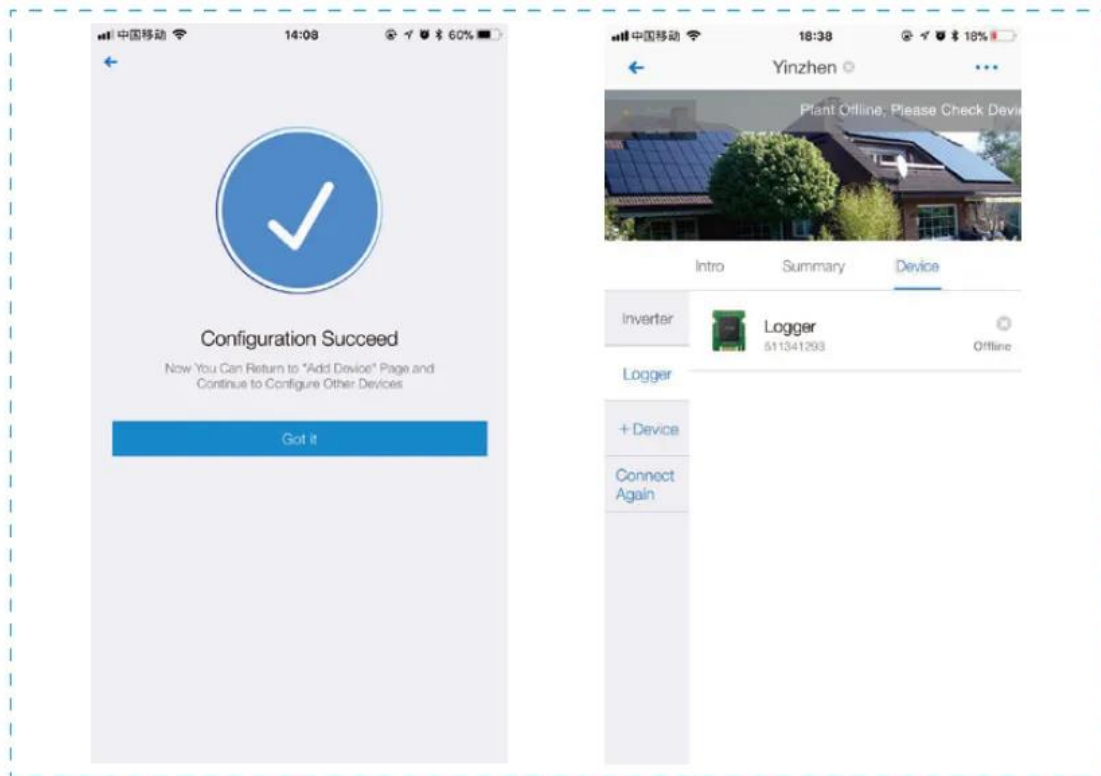 中国移动
14:08
60%
Configuration Succeed
Now You Can Return to "Add Device" Page and
Continue to Configure Other Devices
Got it
中国移动
18:38
18%
Yinzhen
Plant Offline, Please Check Devi
Intro
Summary
Device
Inverter
Logger
511341293
Offline
Logger
+ Device
Connect
Again